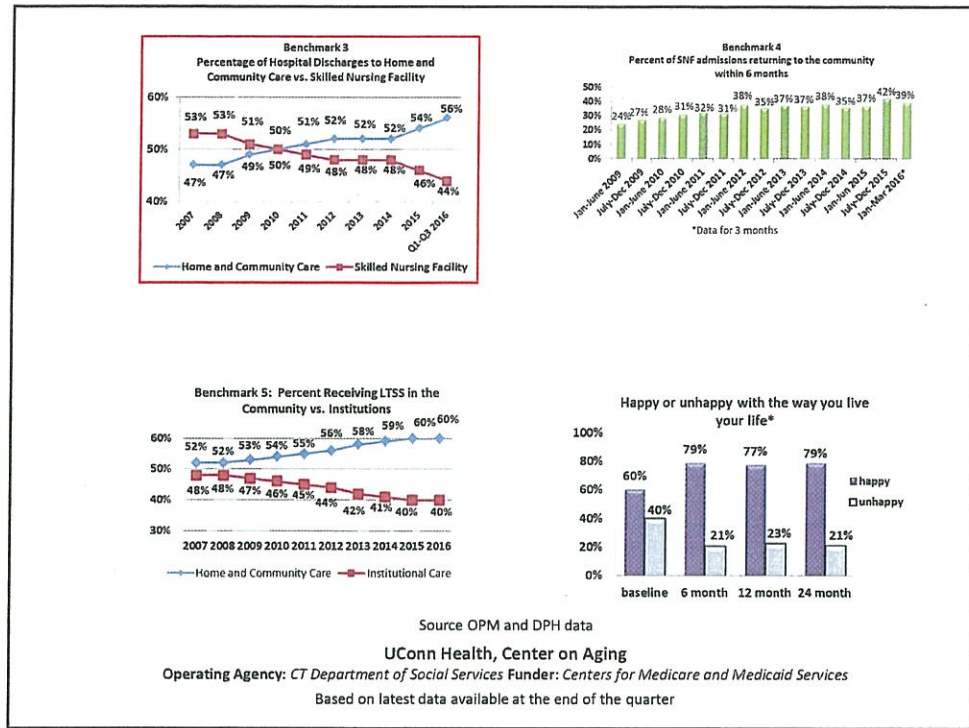 Benchmark 3
Percentage of Hospital Discharges to Home and
Community Care vs. Skilled Nursing Facility
60%
50%
40%
53% 53% 51% 50% 51% 52% 52% 52% 54% 56%
47% 47% 49% 50% 49% 48% 48% 48% 46% 44%
2007 2008 2009 2010 2011 2012 2013 2014 2015 Q1-Q3 2016
Home and Community Care Skilled Nursing Facility
Benchmark 4
Percent of SNF admissions returning to the community
within 6 months
50%
40%
30%
20%
10%
0%
24% 27% 28% 31% 32% 31% 38% 35% 37% 37% 38% 35% 37% 42% 39%
Jan-June 2009
July-Dec 2009
Jan-June 2010
July-Dec 2010
Jan-June 2011
July-Dec 2011
Jan-June 2012
July-Dec 2012
Jan-June 2013
July-Dec 2013
Jan-June 2014
July-Dec 2014
Jan-Jun 2015
July-Dec 2015
Jan-Mar 2016*
*Data for 3 months
Benchmark 5: Percent Receiving LTSS in the
Community vs. Institutions
60%
50%
40%
30%
52% 52% 53% 54% 55% 56% 58% 59% 60% 60%
48% 48% 47% 46% 45% 44% 42% 41% 40% 40%
2007 2008 2009 2010 2011 2012 2013 2014 2015 2016
Home and Community Care Institutional Care
Happy or unhappy with the way you live
your life*
100%
80%
60%
40%
20%
0%
60% 79% 77% 79%
40% 21% 23% 21%
happy
unhappy
baseline 6 month 12 month 24 month
Source OPM and DPH data
UConn Health, Center on Aging
Operating Agency: CT Department of Social Services Funder: Centers for Medicare and Medicaid Services
Based on latest data available at the end of the quarter